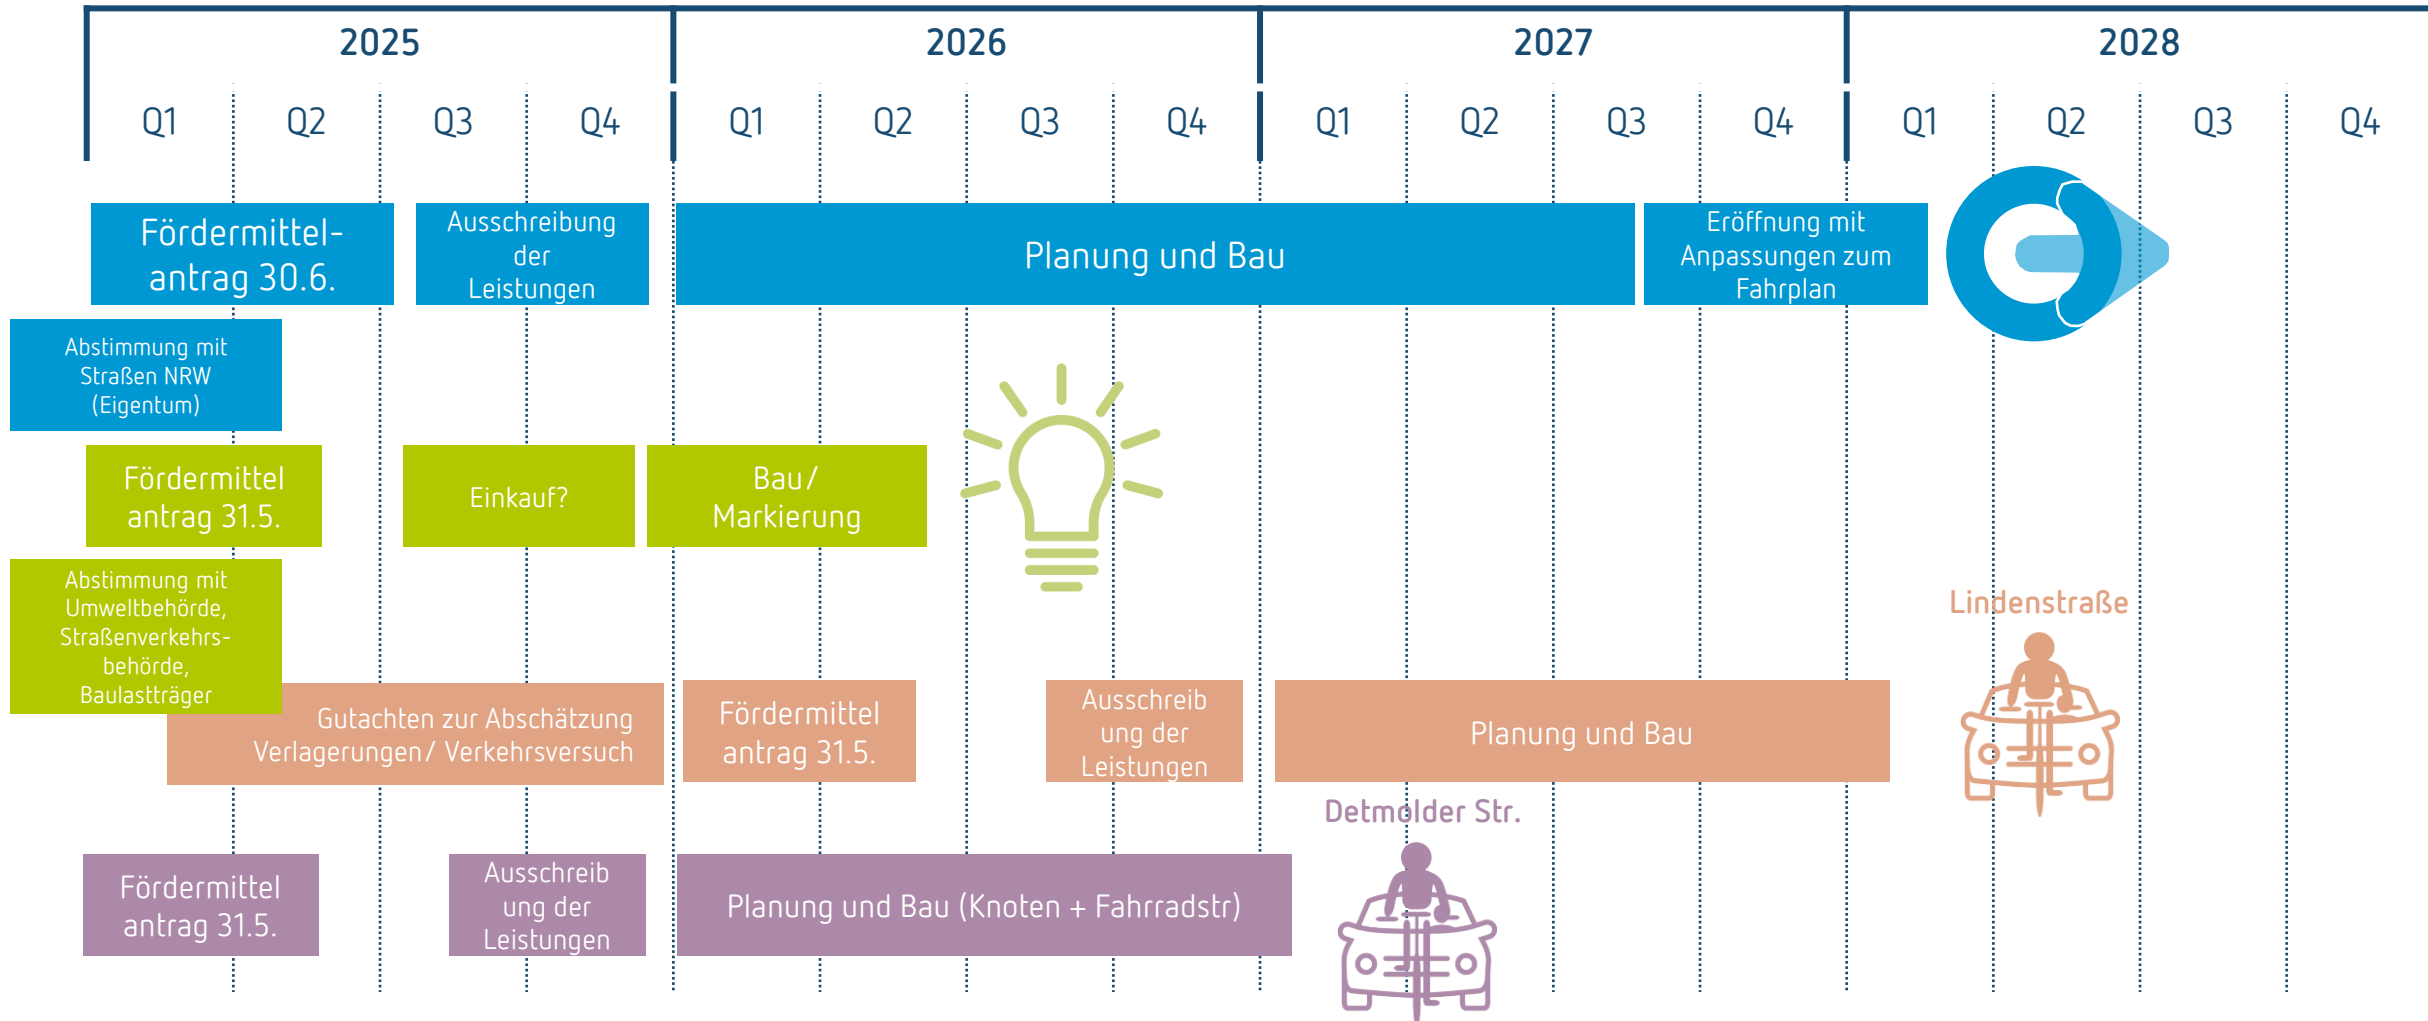 2025
2026
2027
2028
Q1
Q2
Q3
Q4
Q1
Q2
Q3
Q4
Q1
Q2
Q3
Q4
Q1
Q2
Q3
Q4
Fördermittel-
antrag 30.6.
Ausschreibung
der
Leistungen
Planung und Bau
Eröffnung mit
Anpassungen zum
Fahrplan
Abstimmung mit
Straßen NRW
(Eigentum)
Fördermittel
antrag 31.5.
Einkauf?
Bau/
Markierung
Abstimmung mit
Umweltbehörde,
Straßenverkehrs-
behörde,
Baulastträger
Gutachten zur Abschätzung
Verlagerungen/ Verkehrsversuch
Fördermittel
antrag 31.5.
Ausschreib
ung der
Leistungen
Planung und Bau
Lindenstraße
Detmolder Str.
Fördermittel
antrag 31.5.
Ausschreib
ung der
Leistungen
Planung und Bau (Knoten + Fahrradstr)